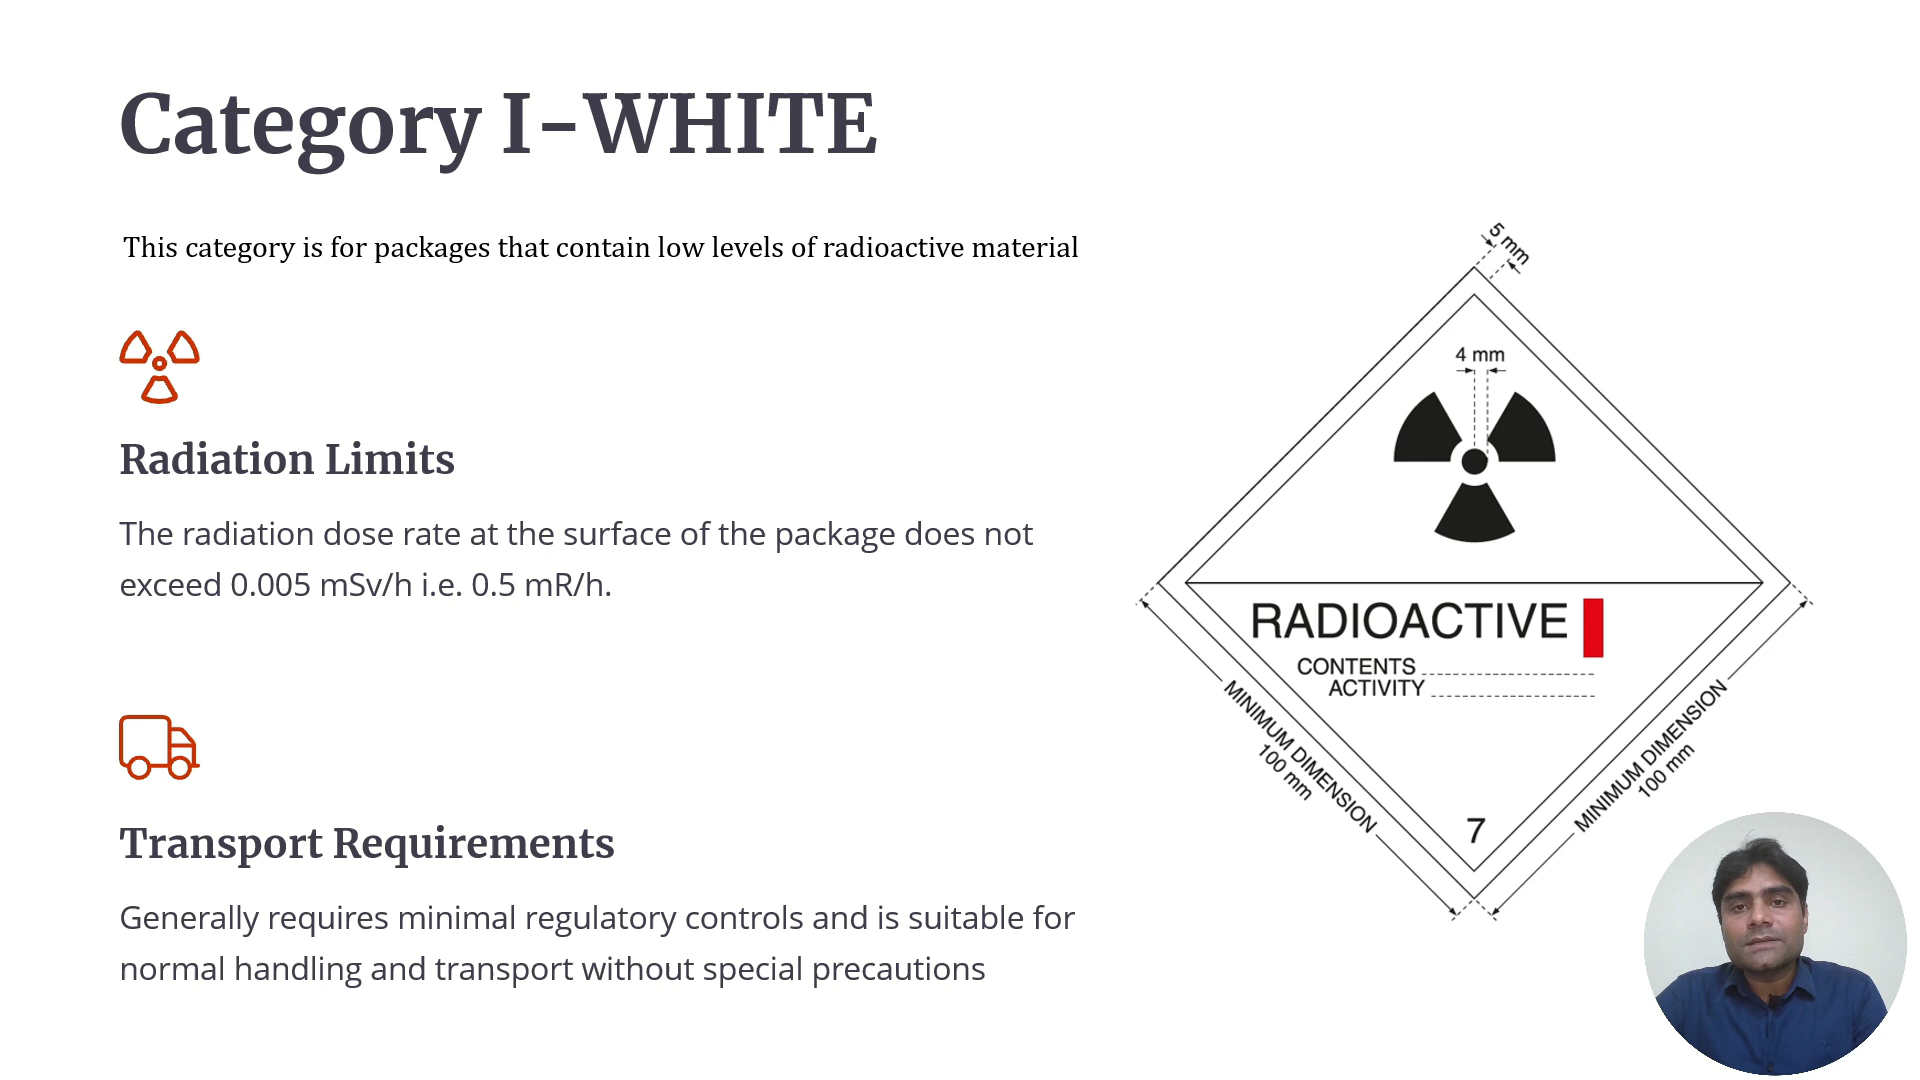 Category I-WHITE
This category is for packages that contain low levels of radioactive material
Radiation Limits
The radiation dose rate at the surface of the package does not
exceed 0.005 mSv/h i.e. 0.5 mR/h.
Transport Requirements
Generally requires minimal regulatory controls and is suitable for
normal handling and transport without special precautions
5 mm
4 mm
RADIOACTIVE
CONTENTS
ACTIVITY
MINIMUM DIMENSION
100 mm
MINIMUM DIMENSION
100 mm
7